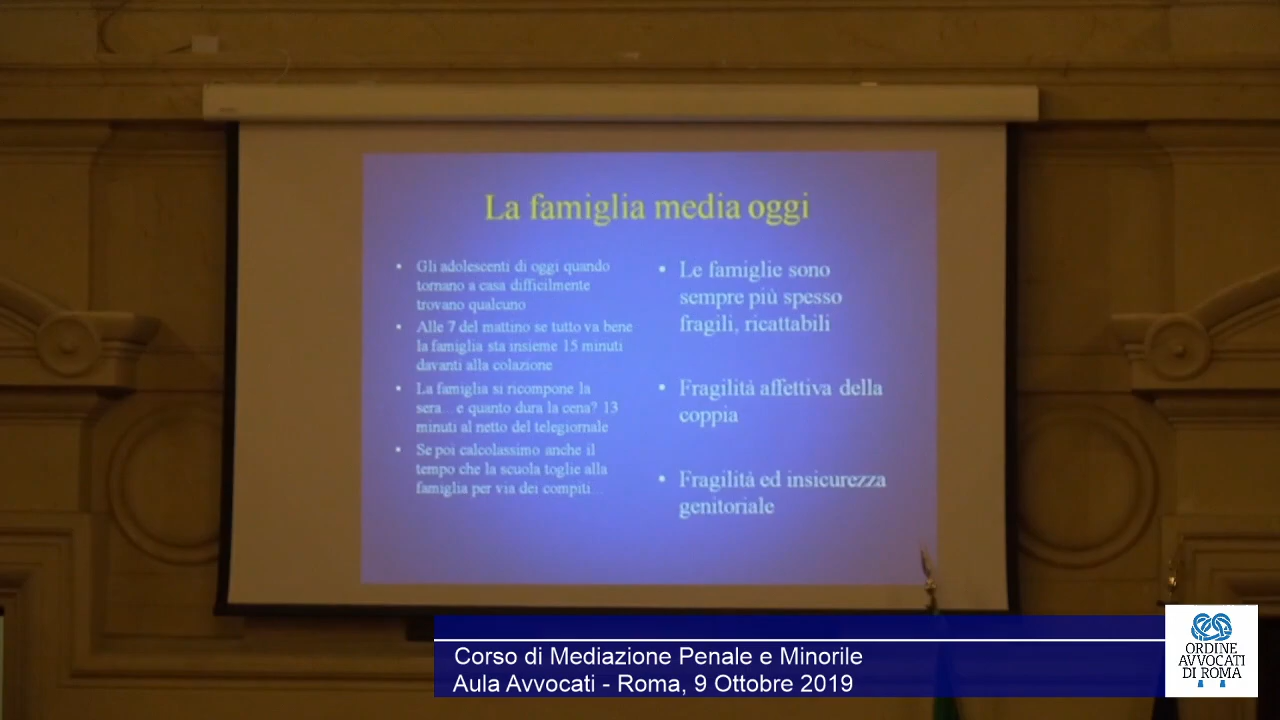 La famiglia media oggi
• Gli adolescenti di oggi quando
tornano a casa difficilmente
trovano qualcuno
• Alle 7 del mattino se tutto va bene
la famiglia sta insieme 15 minuti
davanti alla colazione
• La famiglia si ricompone la
sera... e quanto dura la cena? 13
minuti al netto del telegiornale
• Se poi calcolassimo anche il
tempo che la scuola toglie alla
famiglia per via dei compiti...
• Le famiglie sono
sempre più spesso
fragili, ricattabili
• Fragilità affettiva della
coppia
• Fragilità ed insicurezza
genitoriale
Corso di Mediazione Penale e Minorile
Aula Avvocati - Roma, 9 Ottobre 2019
ORDINE
AVVOCATI
DI ROMA